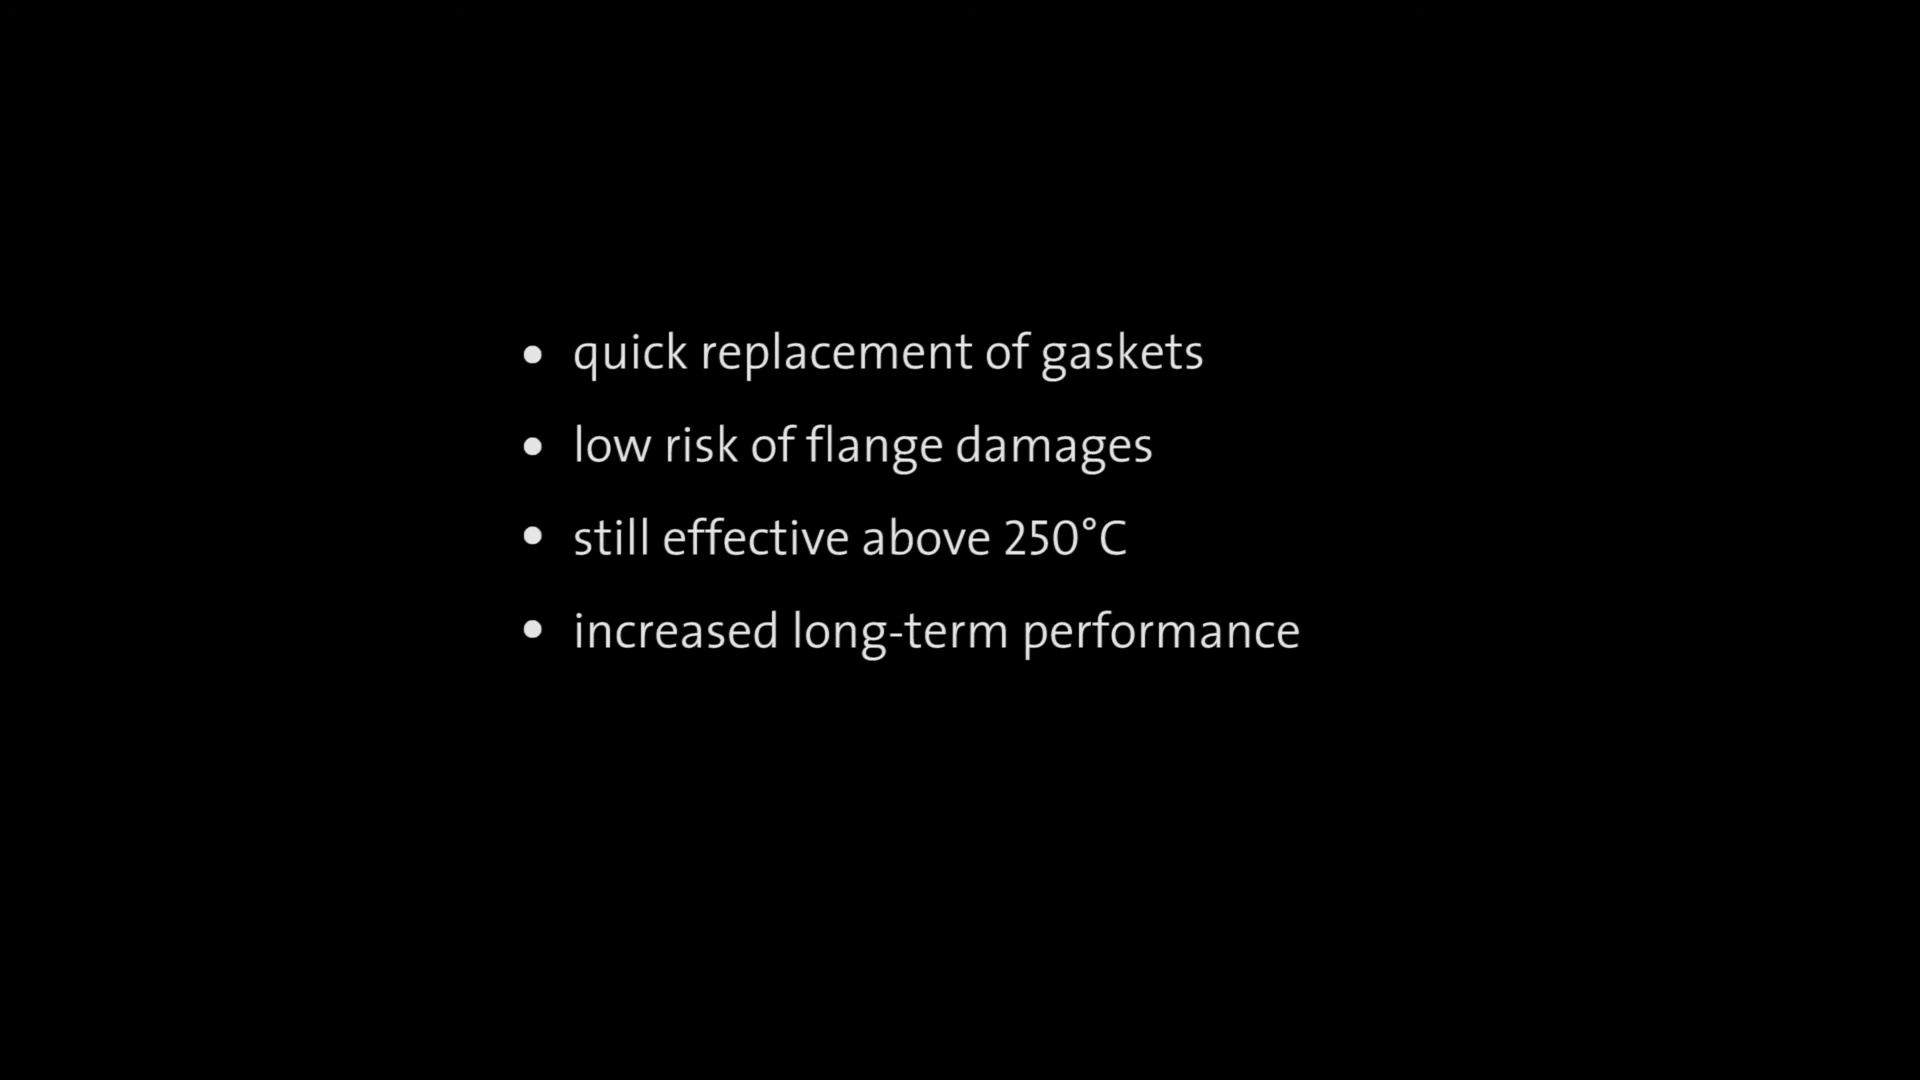 • quick replacement of gaskets
• low risk of flange damages
• still effective above 250°C
• increased long-term performance